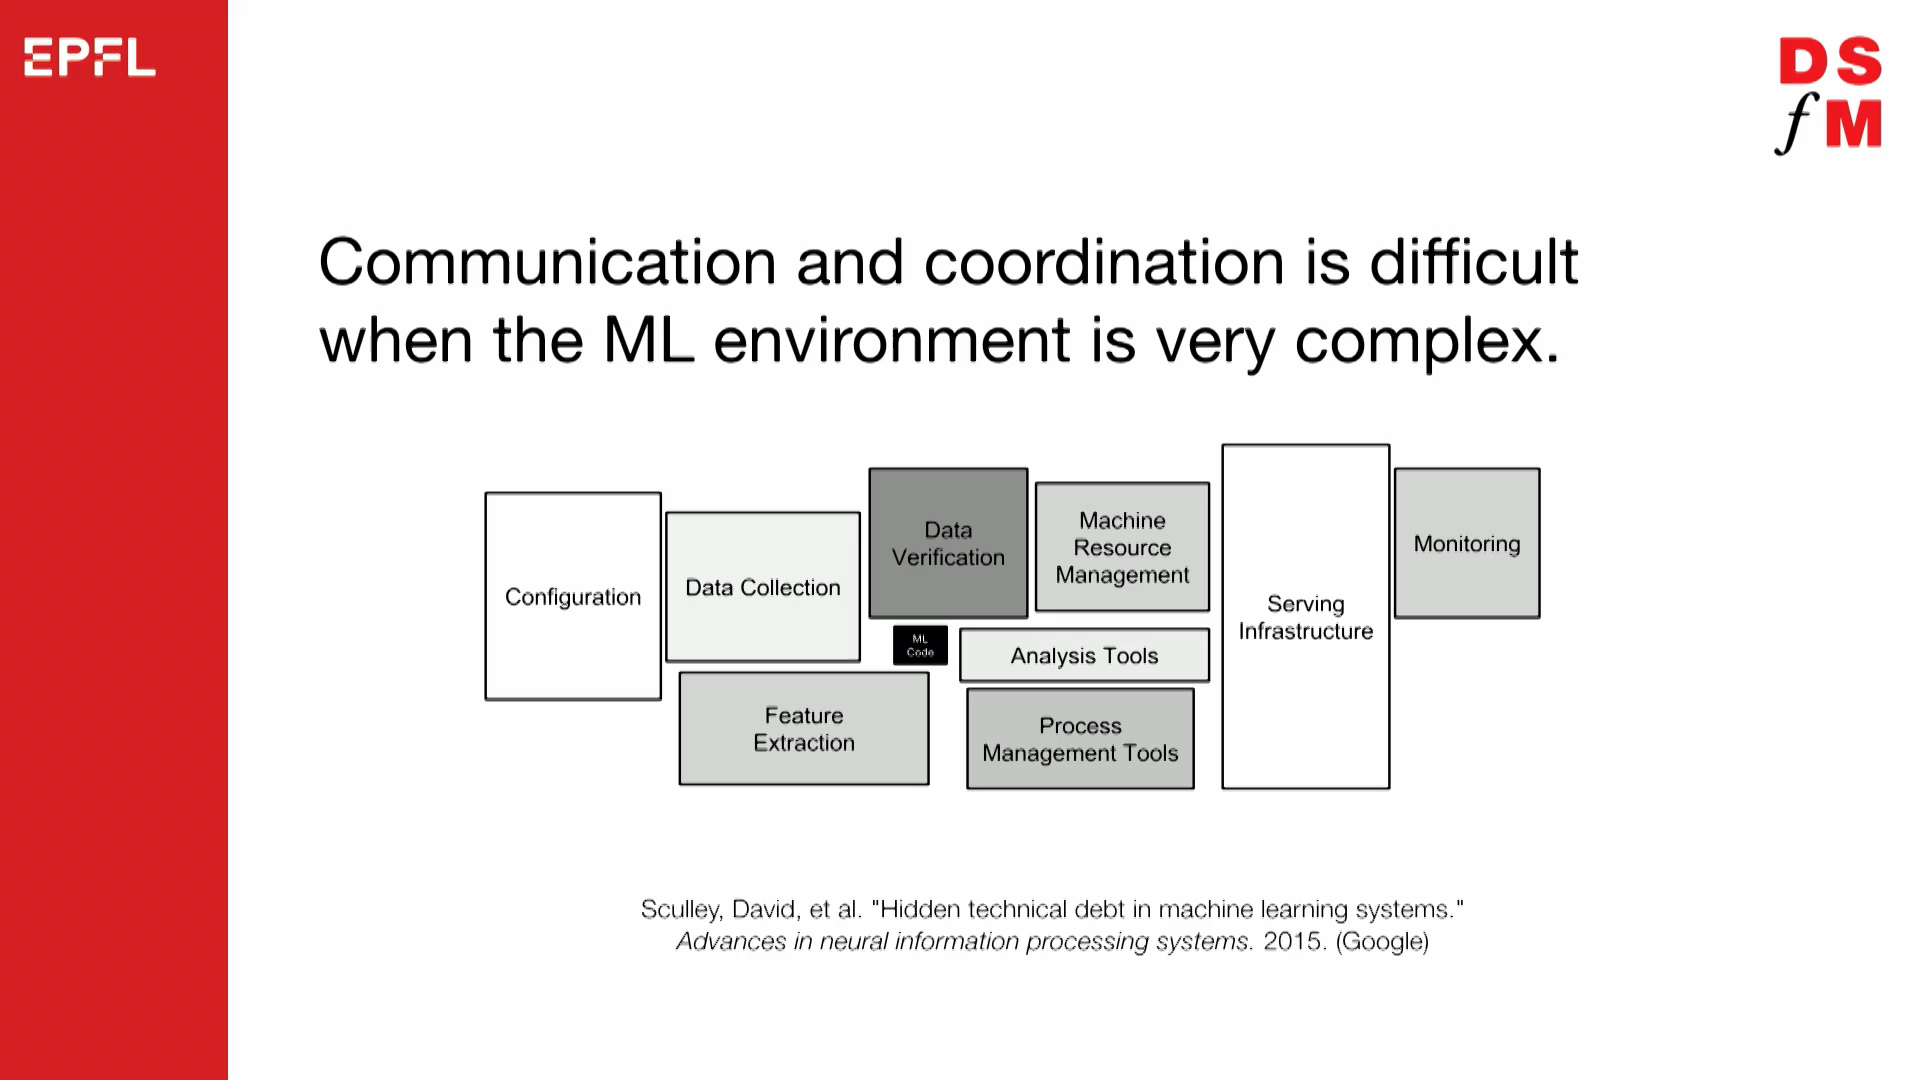 EPFL
DS
fM
Communication and coordination is difficult
when the ML environment is very complex.
Configuration
Data Collection
Data
Verification
Machine
Resource
Management
Serving
Infrastructure
Monitoring
ML
Code
Analysis Tools
Feature
Extraction
Process
Management Tools
Sculley, David, et al. "Hidden technical debt in machine learning systems."
Advances in neural information processing systems. 2015. (Google)